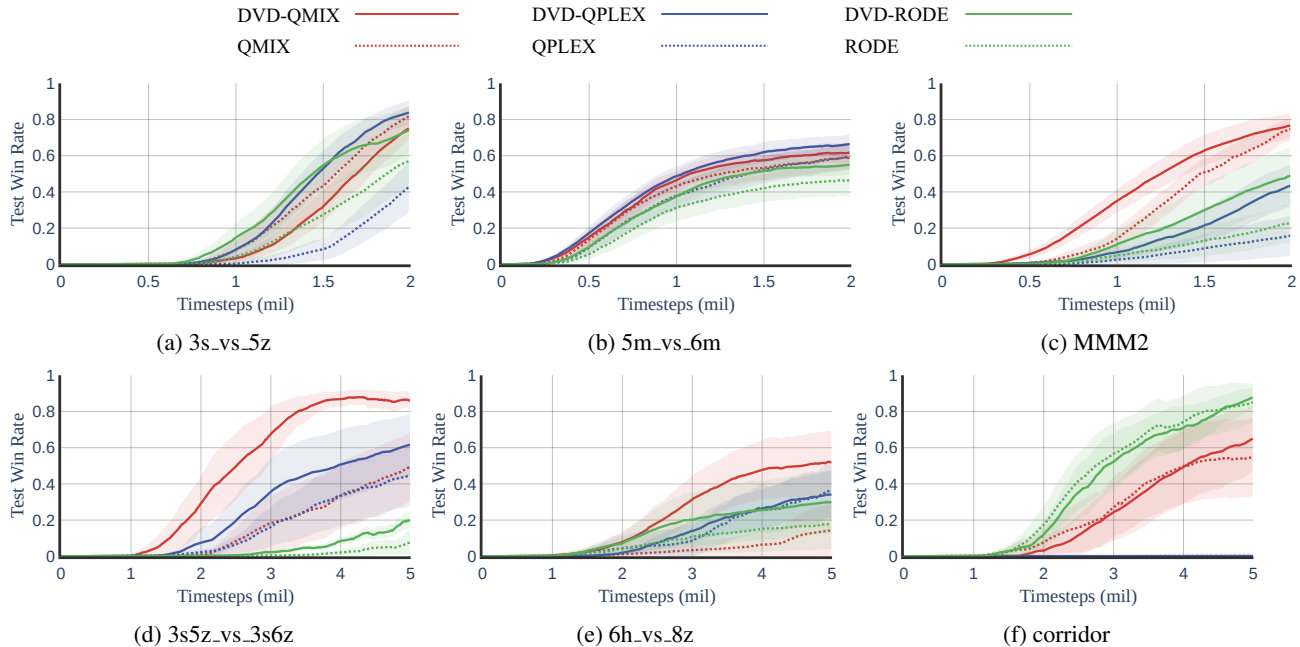 DVD-QMIX DVD-QPLEX DVD-RODE
QMIX QPLEX RODE
1 1 1
0.8 0.8 0.8
0.6 0.6 0.6
0.4 0.4 0.4
0.2 0.2 0.2
0 0 0
Test Win Rate Test Win Rate Test Win Rate
0.5 1 1.5 2 0.5 1 1.5 2 0 0.5 1 1.5 2
Timesteps (mil) Timesteps (mil) Timesteps (mil)
(a) 3s_vs_5z (b) 5m_vs_6m (c) MMM2
1 1 1
0.8 0.8 0.8
0.6 0.6 0.6
0.4 0.4 0.4
0.2 0.2 0.2
0 0 0
Test Win Rate Test Win Rate Test Win Rate
0 1 2 3 4 5 0 1 2 3 4 5 0 1 2 3 4 5
Timesteps (mil) Timesteps (mil) Timesteps (mil)
(d) 3s5z_vs_3s6z (e) 6h_vs_8z (f) corridor